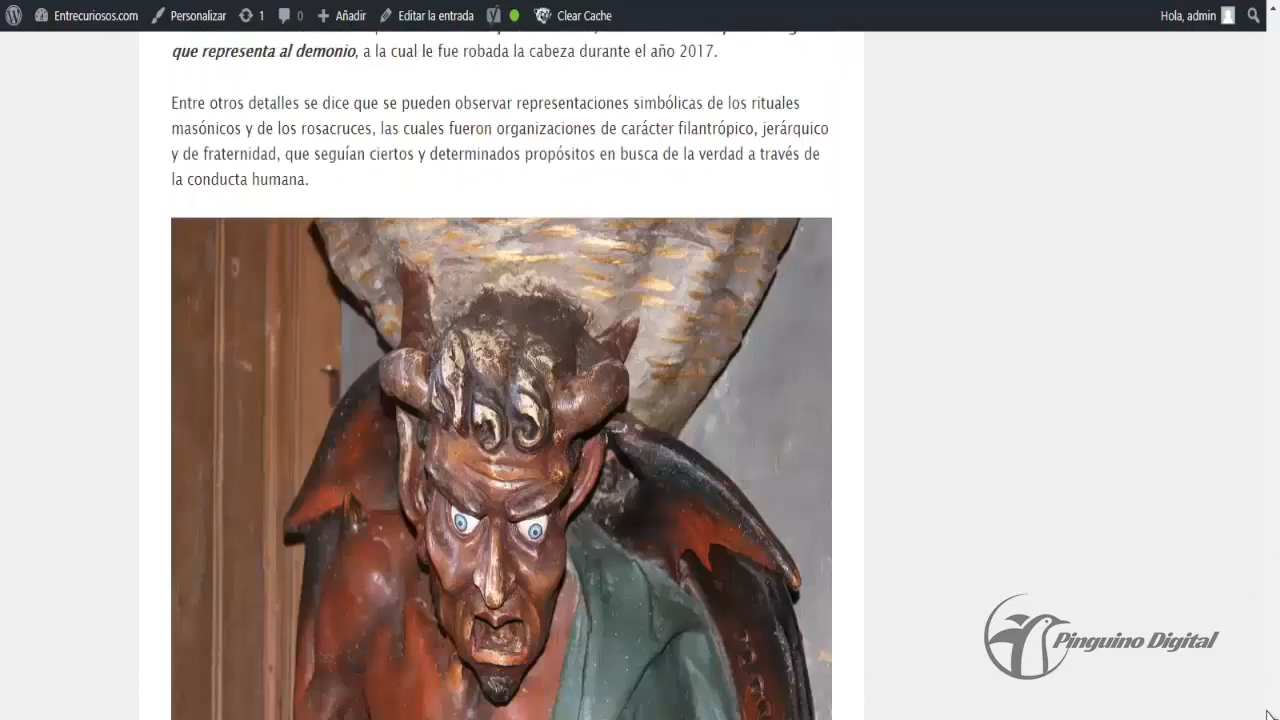 Entrecuriosos.com Personalizar 1 0 Añadir Editar la entrada Clear Cache Hola, admin
que representa al demonio, a la cual le fue robada la cabeza durante el año 2017.
Entre otros detalles se dice que se pueden observar representaciones simbólicas de los rituales
masónicos y de los rosacruces, las cuales fueron organizaciones de carácter filantrópico, jerárquico
y de fraternidad, que seguían ciertos y determinados propósitos en busca de la verdad a través de
la conducta humana.
Pinguino Digital